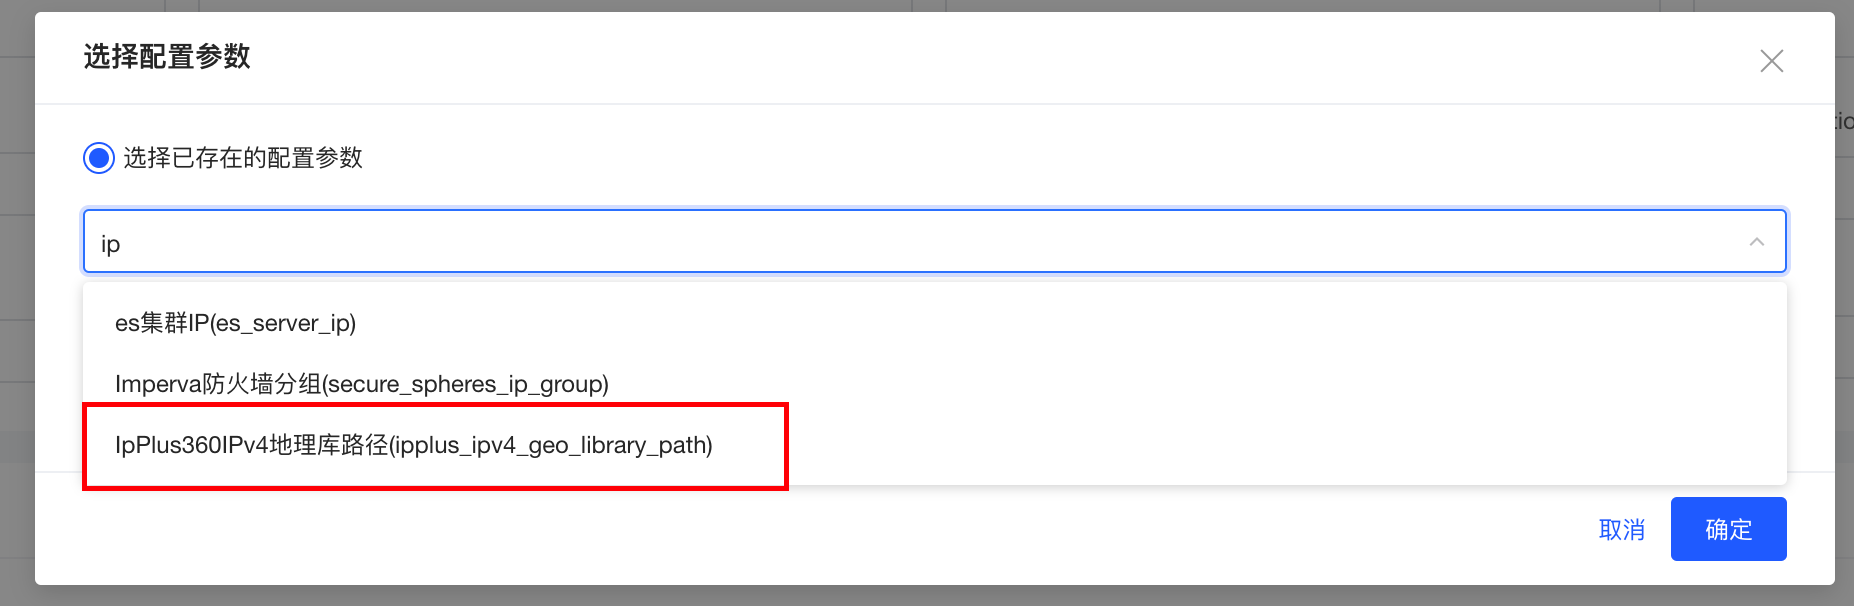 选择配置参数
选择已存在的配置参数
ip
es集群IP(es_server_ip)
Imperva防火墙分组(secure_spheres_ip_group)
IpPlus360IPv4地理库路径(ipplus_ipv4_geo_library_path)
取消
确定